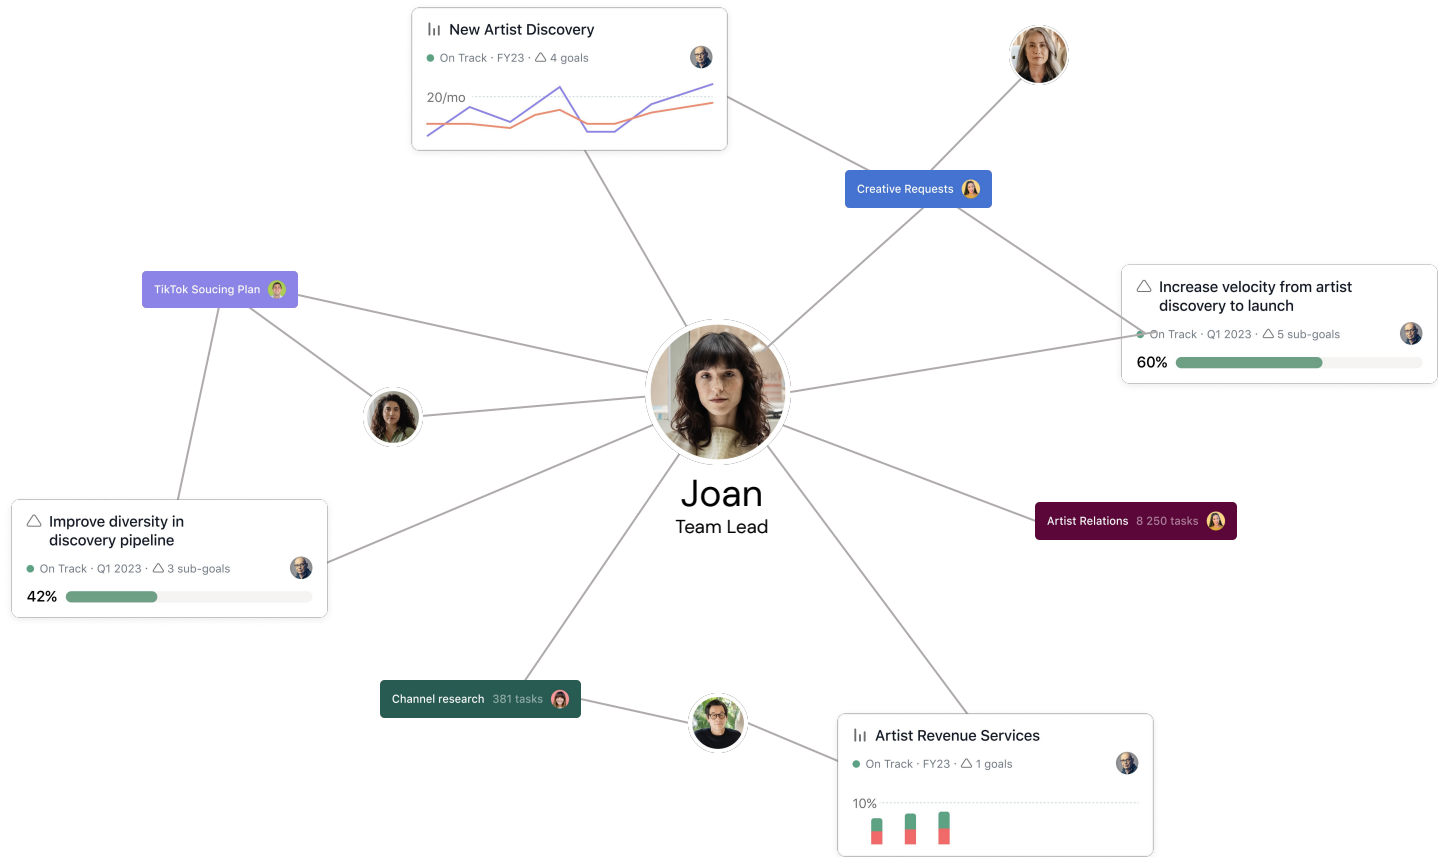 New Artist Discovery
On Track · FY23 · 4 goals
20/mo
Creative Requests
TikTok Soucing Plan
Increase velocity from artist
discovery to launch
On Track · Q1 2023 · 5 sub-goals
60%
Joan
Team Lead
Improve diversity in
discovery pipeline
On Track · Q1 2023 · 3 sub-goals
42%
Artist Relations 8 250 tasks
Channel research 381 tasks
Artist Revenue Services
On Track · FY23 · 1 goals
10%